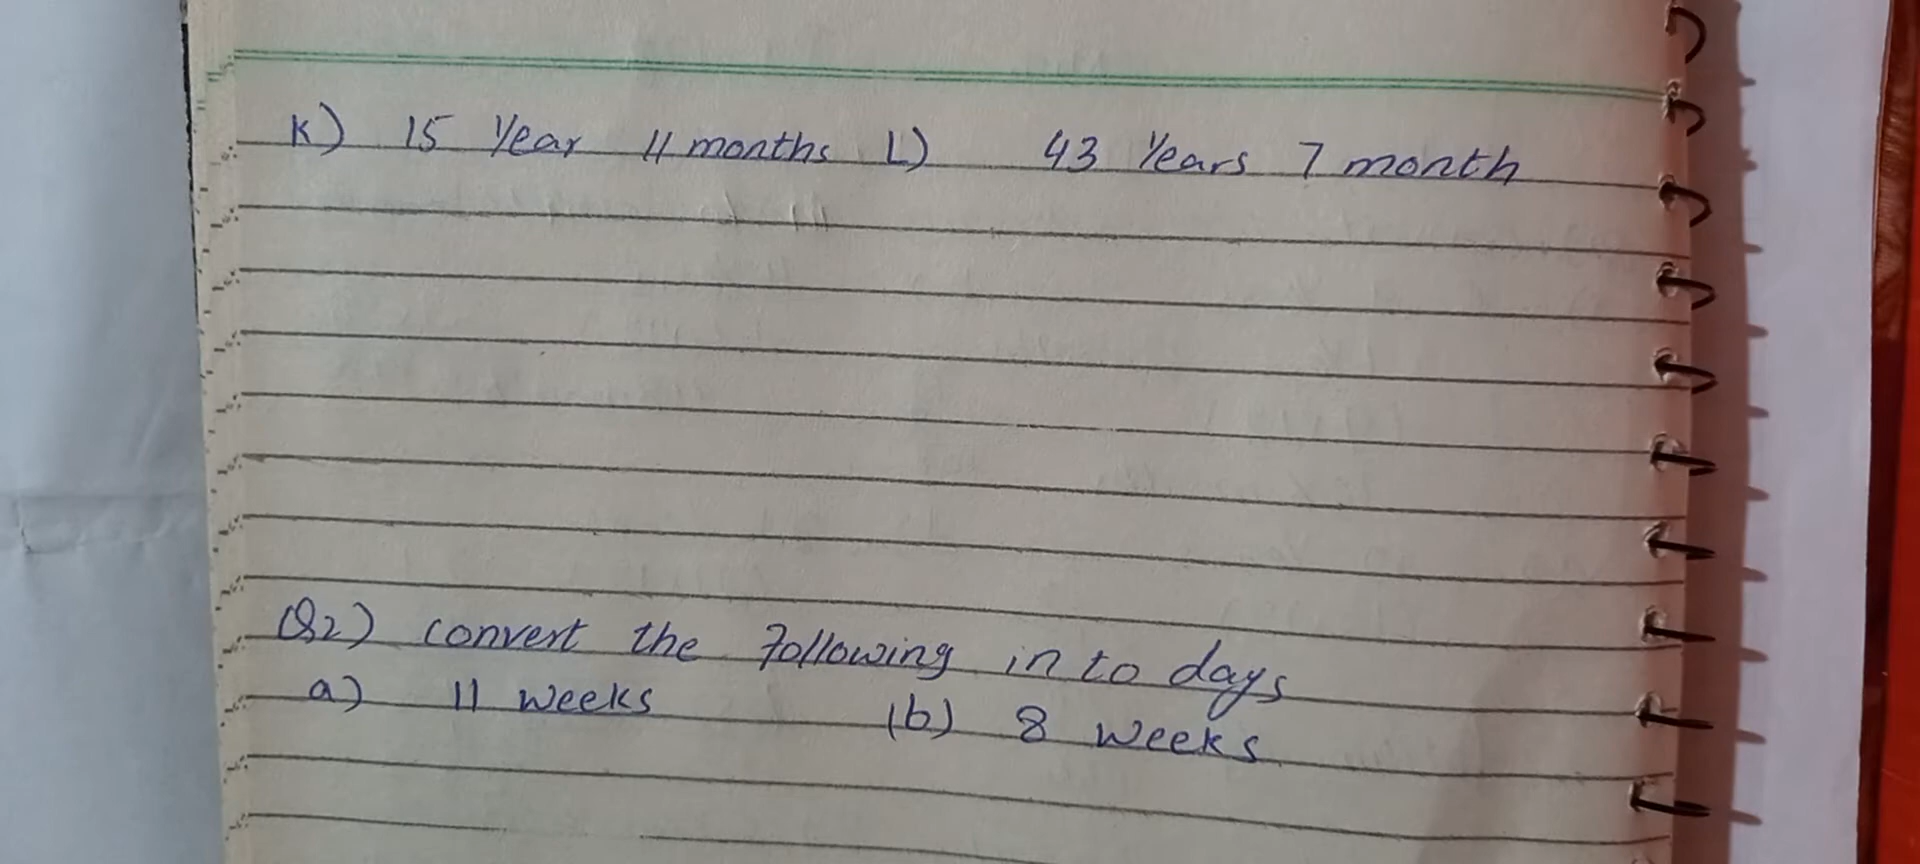 K) 15 Year 11 months L) 43 Years 7 month
Q2) convert the following in to days
a) 11 weeks (b) 8 weeks